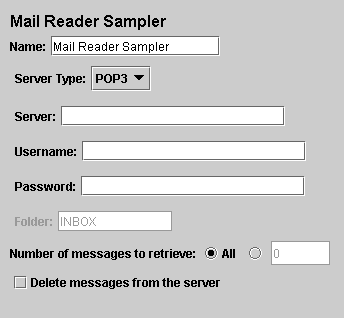 Mail Reader Sampler
Name: Mail Reader Sampler
Server Type: POP3
Server:
Username:
Password:
Folder: INBOX
Number of messages to retrieve: All 0
Delete messages from the server